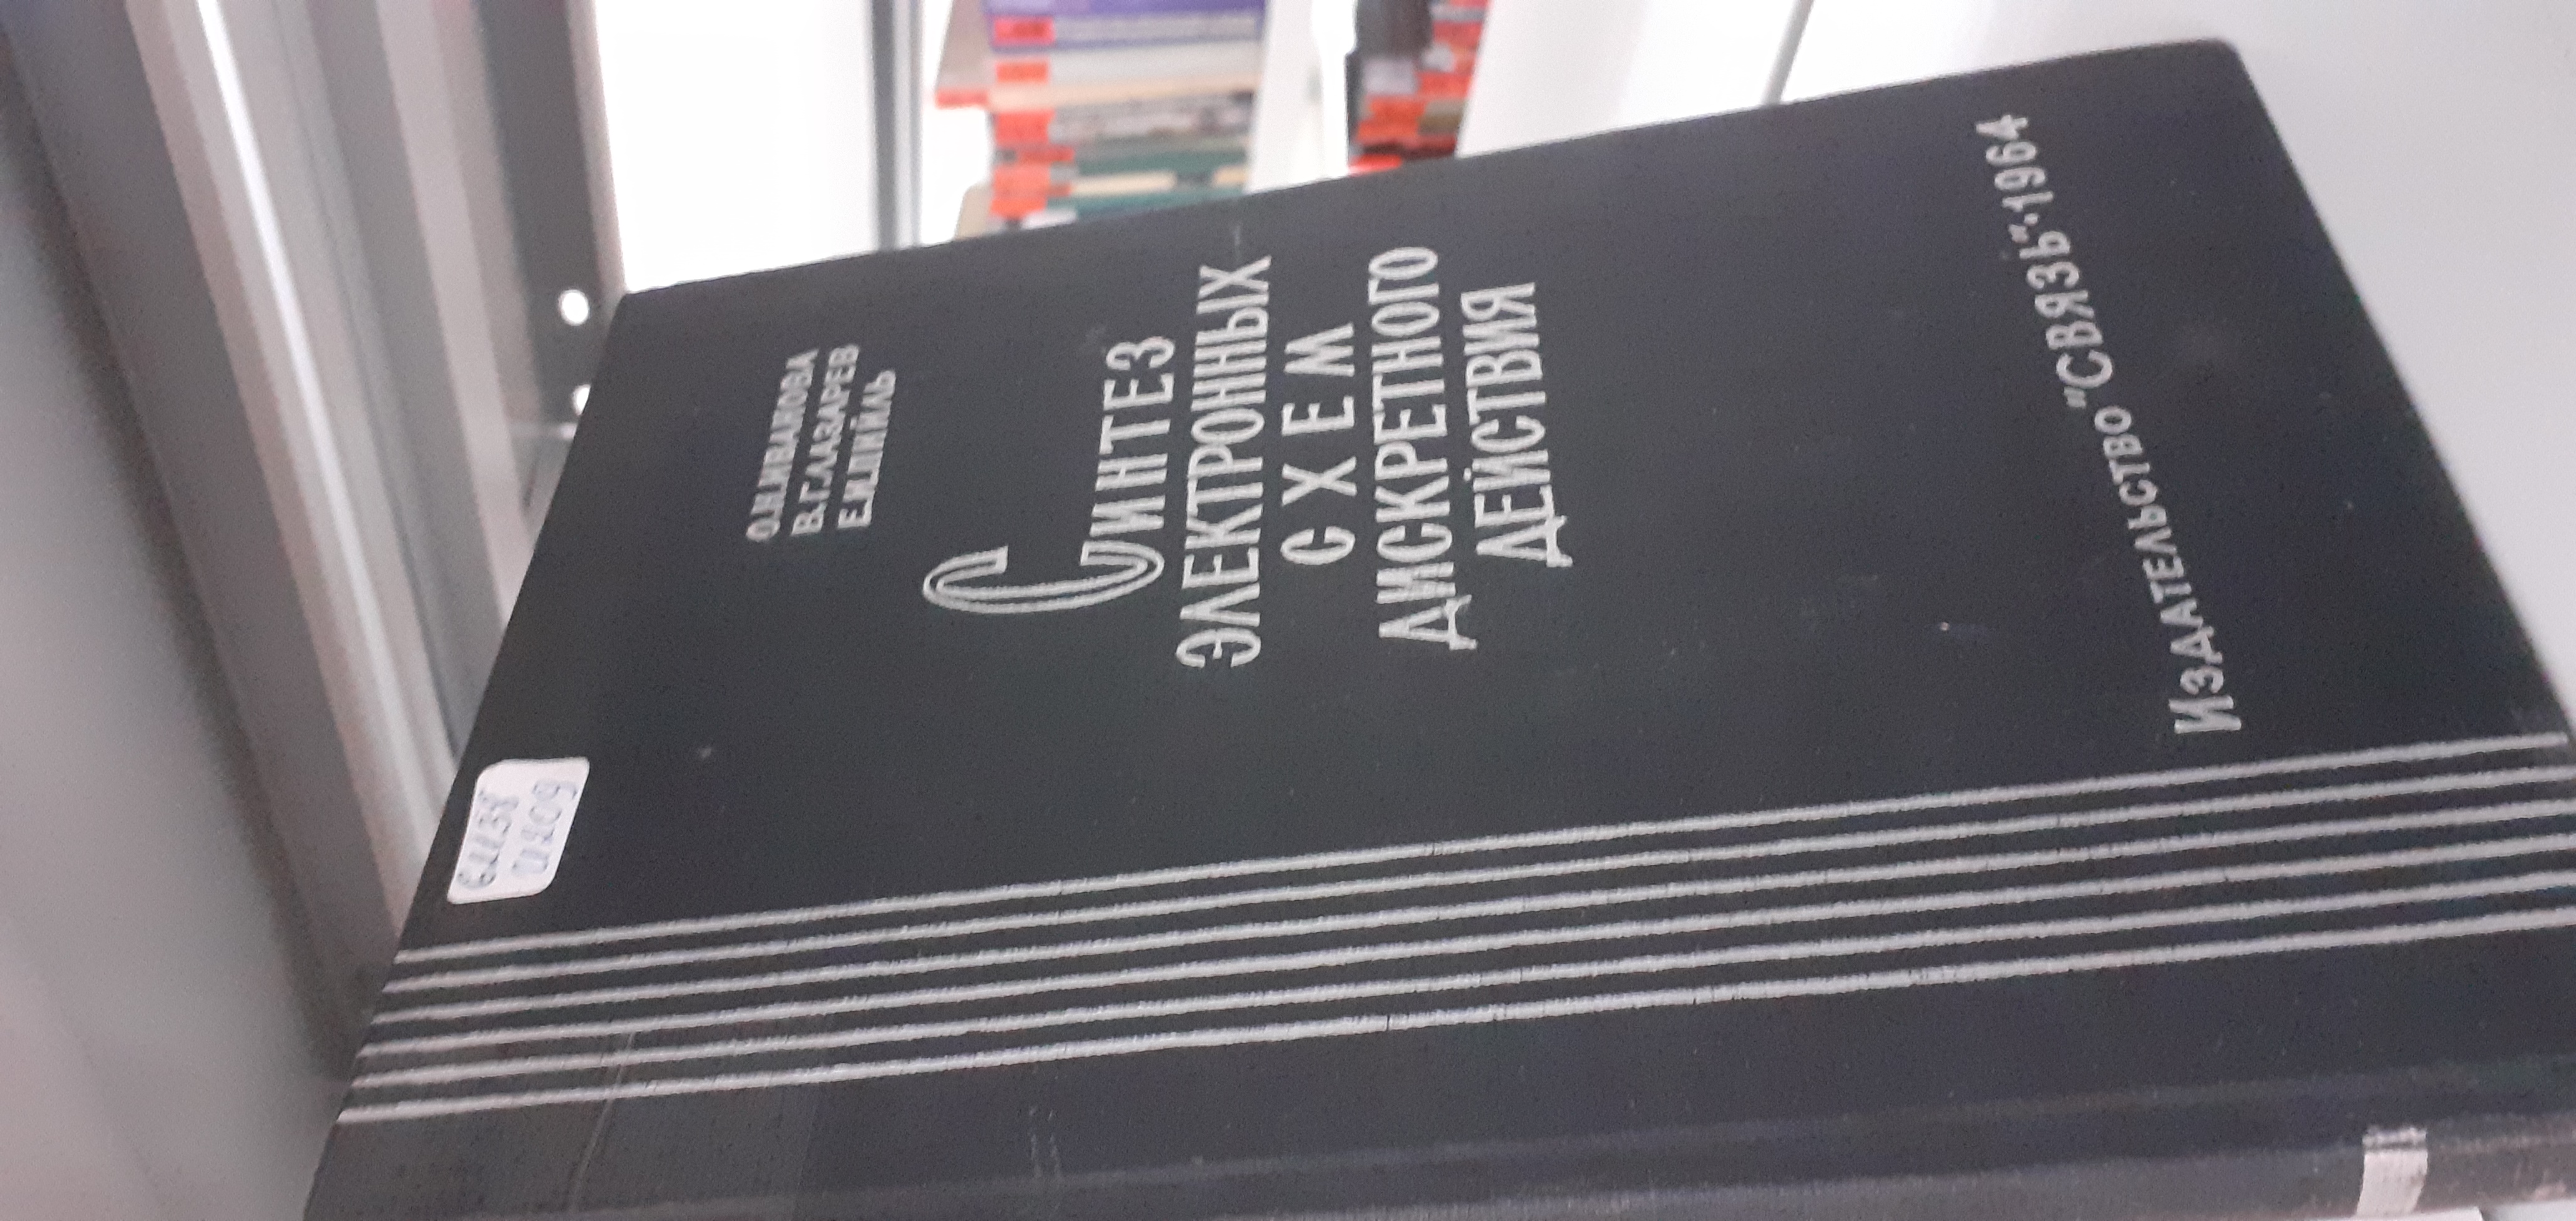 О.Н.ИВАНОВА
В.Г.ЛАЗАРЕВ
Е.И.ПИЙЛЬ
СИНТЕЗ
ЭЛЕКТРОННЫХ
СХЕМ
ДИСКРЕТНОГО
ДЕЙСТВИЯ
ИЗДАТЕЛЬСТВО "СВЯЗЬ"·1964